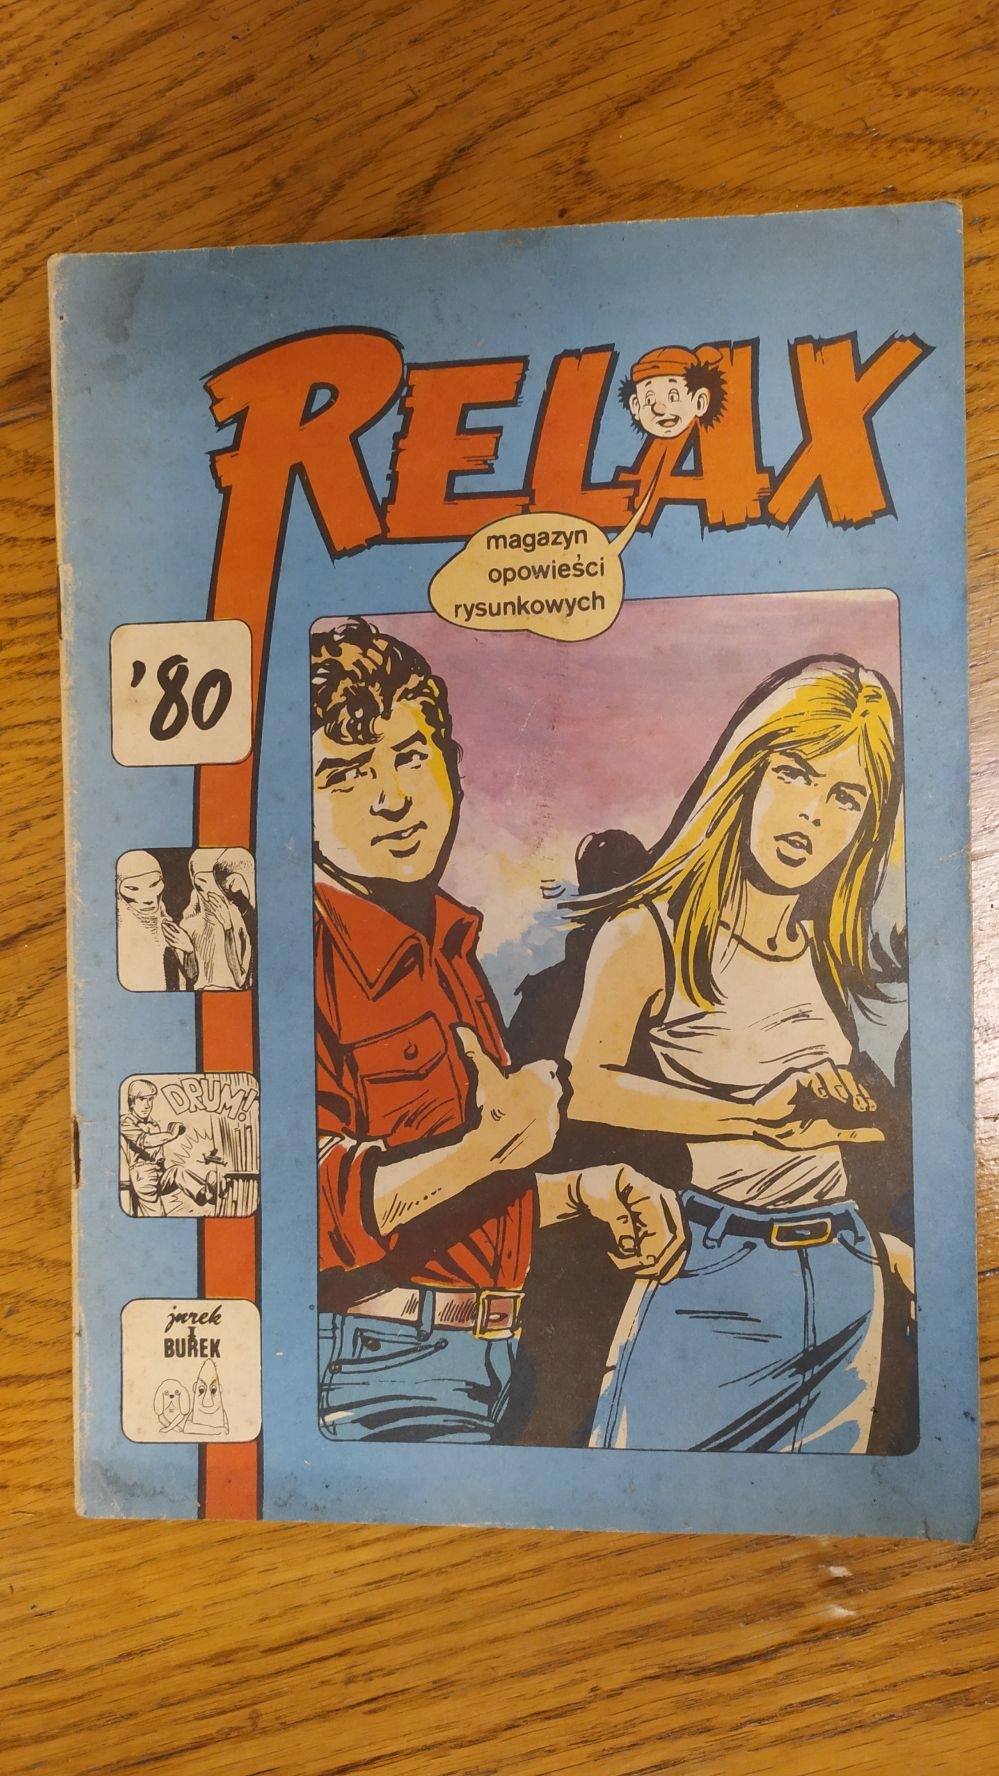 RELAX
magazyn
opowieści
rysunkowych
'80
DRUM!
jurek
I
BUREK